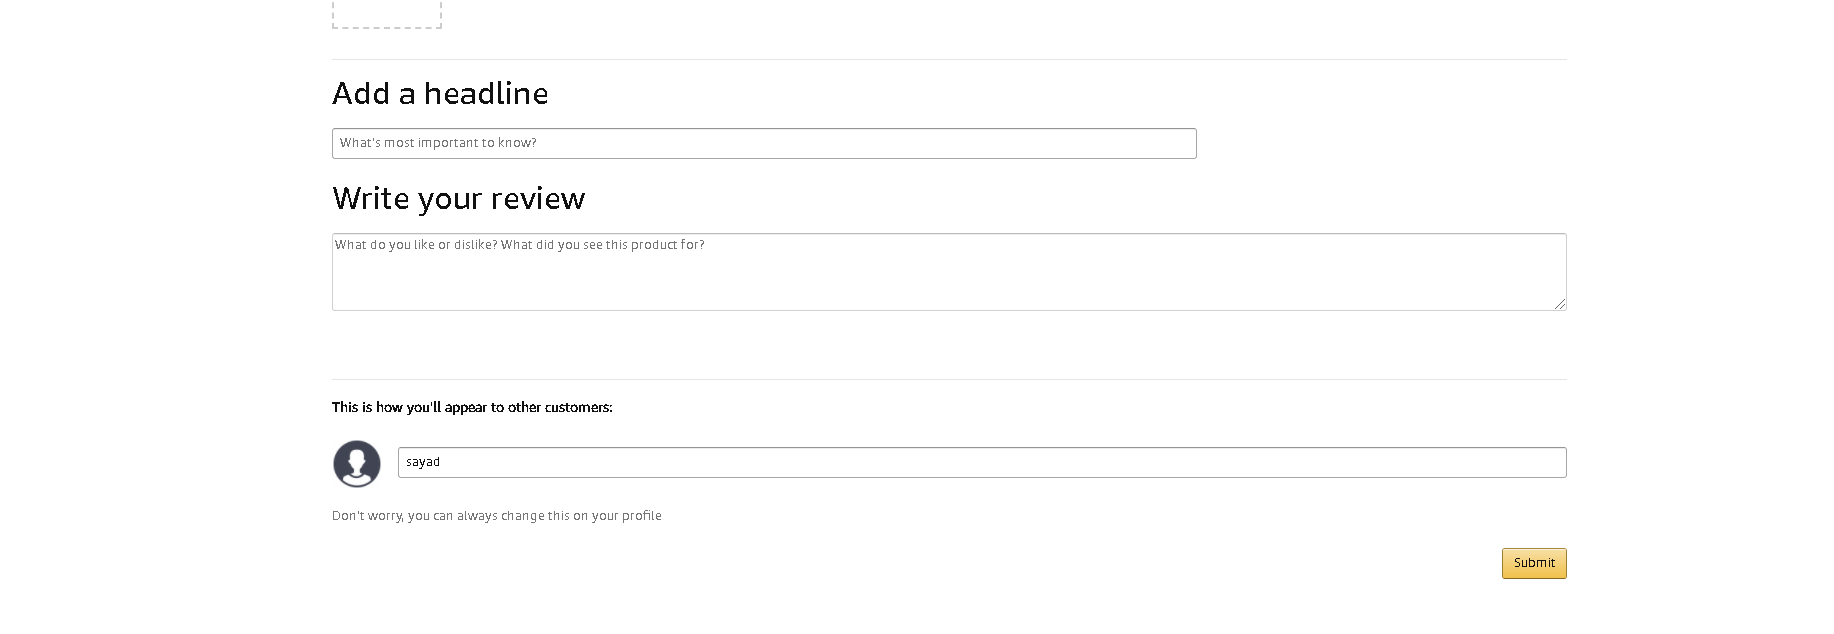 Add a headline
What's most important to know?
Write your review
What do you like or dislike? What did you see this product for?
This is how you'll appear to other customers:
sayad
Don't worry, you can always change this on your profile
Submit